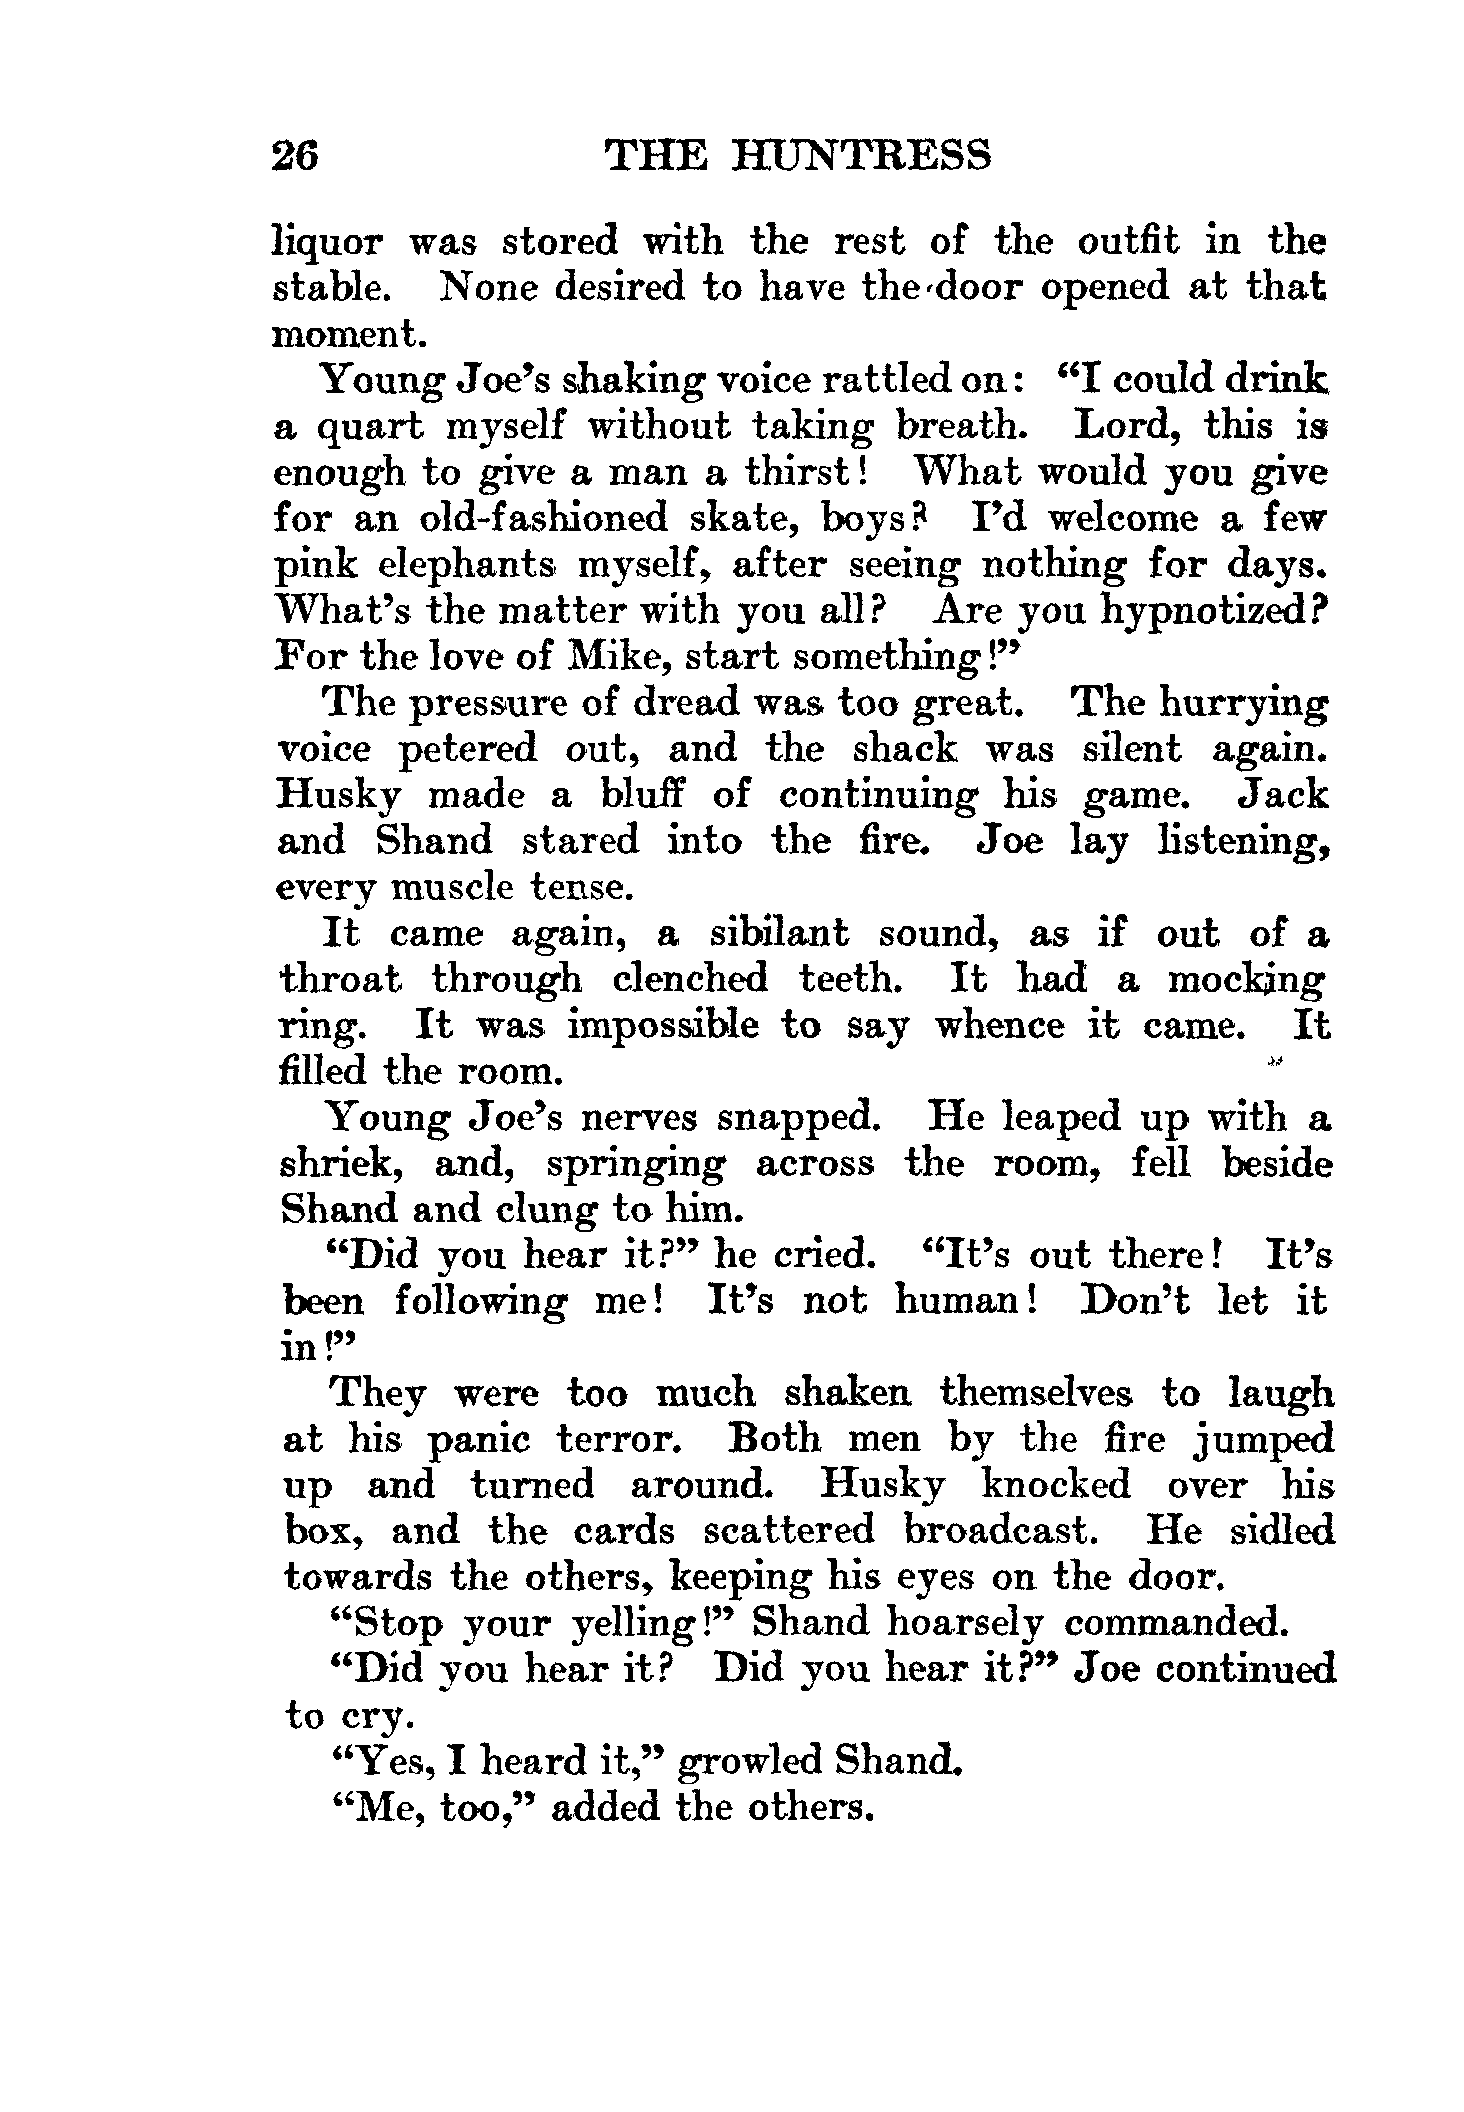 26 THE HUNTRESS
liquor was stored with the rest of the outfit in the
stable. None desired to have the door opened at that
moment.
Young Joe's shaking voice rattled on: "I could drink
a quart myself without taking breath. Lord, this is
enough to give a man a thirst! What would you give
for an old-fashioned skate, boys? I'd welcome a few
pink elephants myself, after seeing nothing for days.
What's the matter with you all? Are you hypnotized?
For the love of Mike, start something!"
The pressure of dread was too great. The hurrying
voice petered out, and the shack was silent again.
Husky made a bluff of continuing his game. Jack
and Shand stared into the fire. Joe lay listening,
every muscle tense.
It came again, a sibilant sound, as if out of a
throat through clenched teeth. It had a mocking
ring. It was impossible to say whence it came. It
filled the room.
Young Joe's nerves snapped. He leaped up with a
shriek, and, springing across the room, fell beside
Shand and clung to him.
"Did you hear it?" he cried. "It's out there! It's
been following me! It's not human! Don't let it
in!"
They were too much shaken themselves to laugh
at his panic terror. Both men by the fire jumped
up and turned around. Husky knocked over his
box, and the cards scattered broadcast. He sidled
towards the others, keeping his eyes on the door.
"Stop your yelling!" Shand hoarsely commanded.
"Did you hear it? Did you hear it?" Joe continued
to cry.
"Yes, I heard it," growled Shand.
"Me, too," added the others.